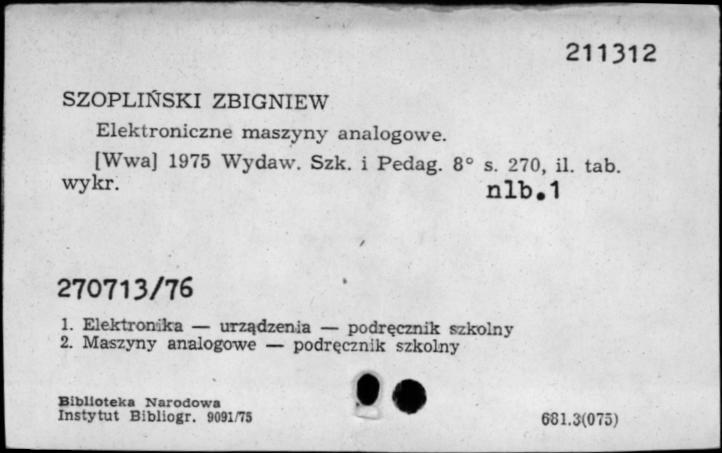 211312
SZOPLIŃSKI ZBIGNIEW
Elektroniczne maszyny analogowe.
[Wwa] 1975 Wydaw. Szk. i Pedag. 8° s. 270, il. tab.
wykr. nlb.1
270713/76
1. Elektronika — urządzenia — podręcznik szkolny
2. Maszyny analogowe — podręcznik szkolny
Biblioteka Narodowa
Instytut Bibliogr. 9091/75
681.3(075)